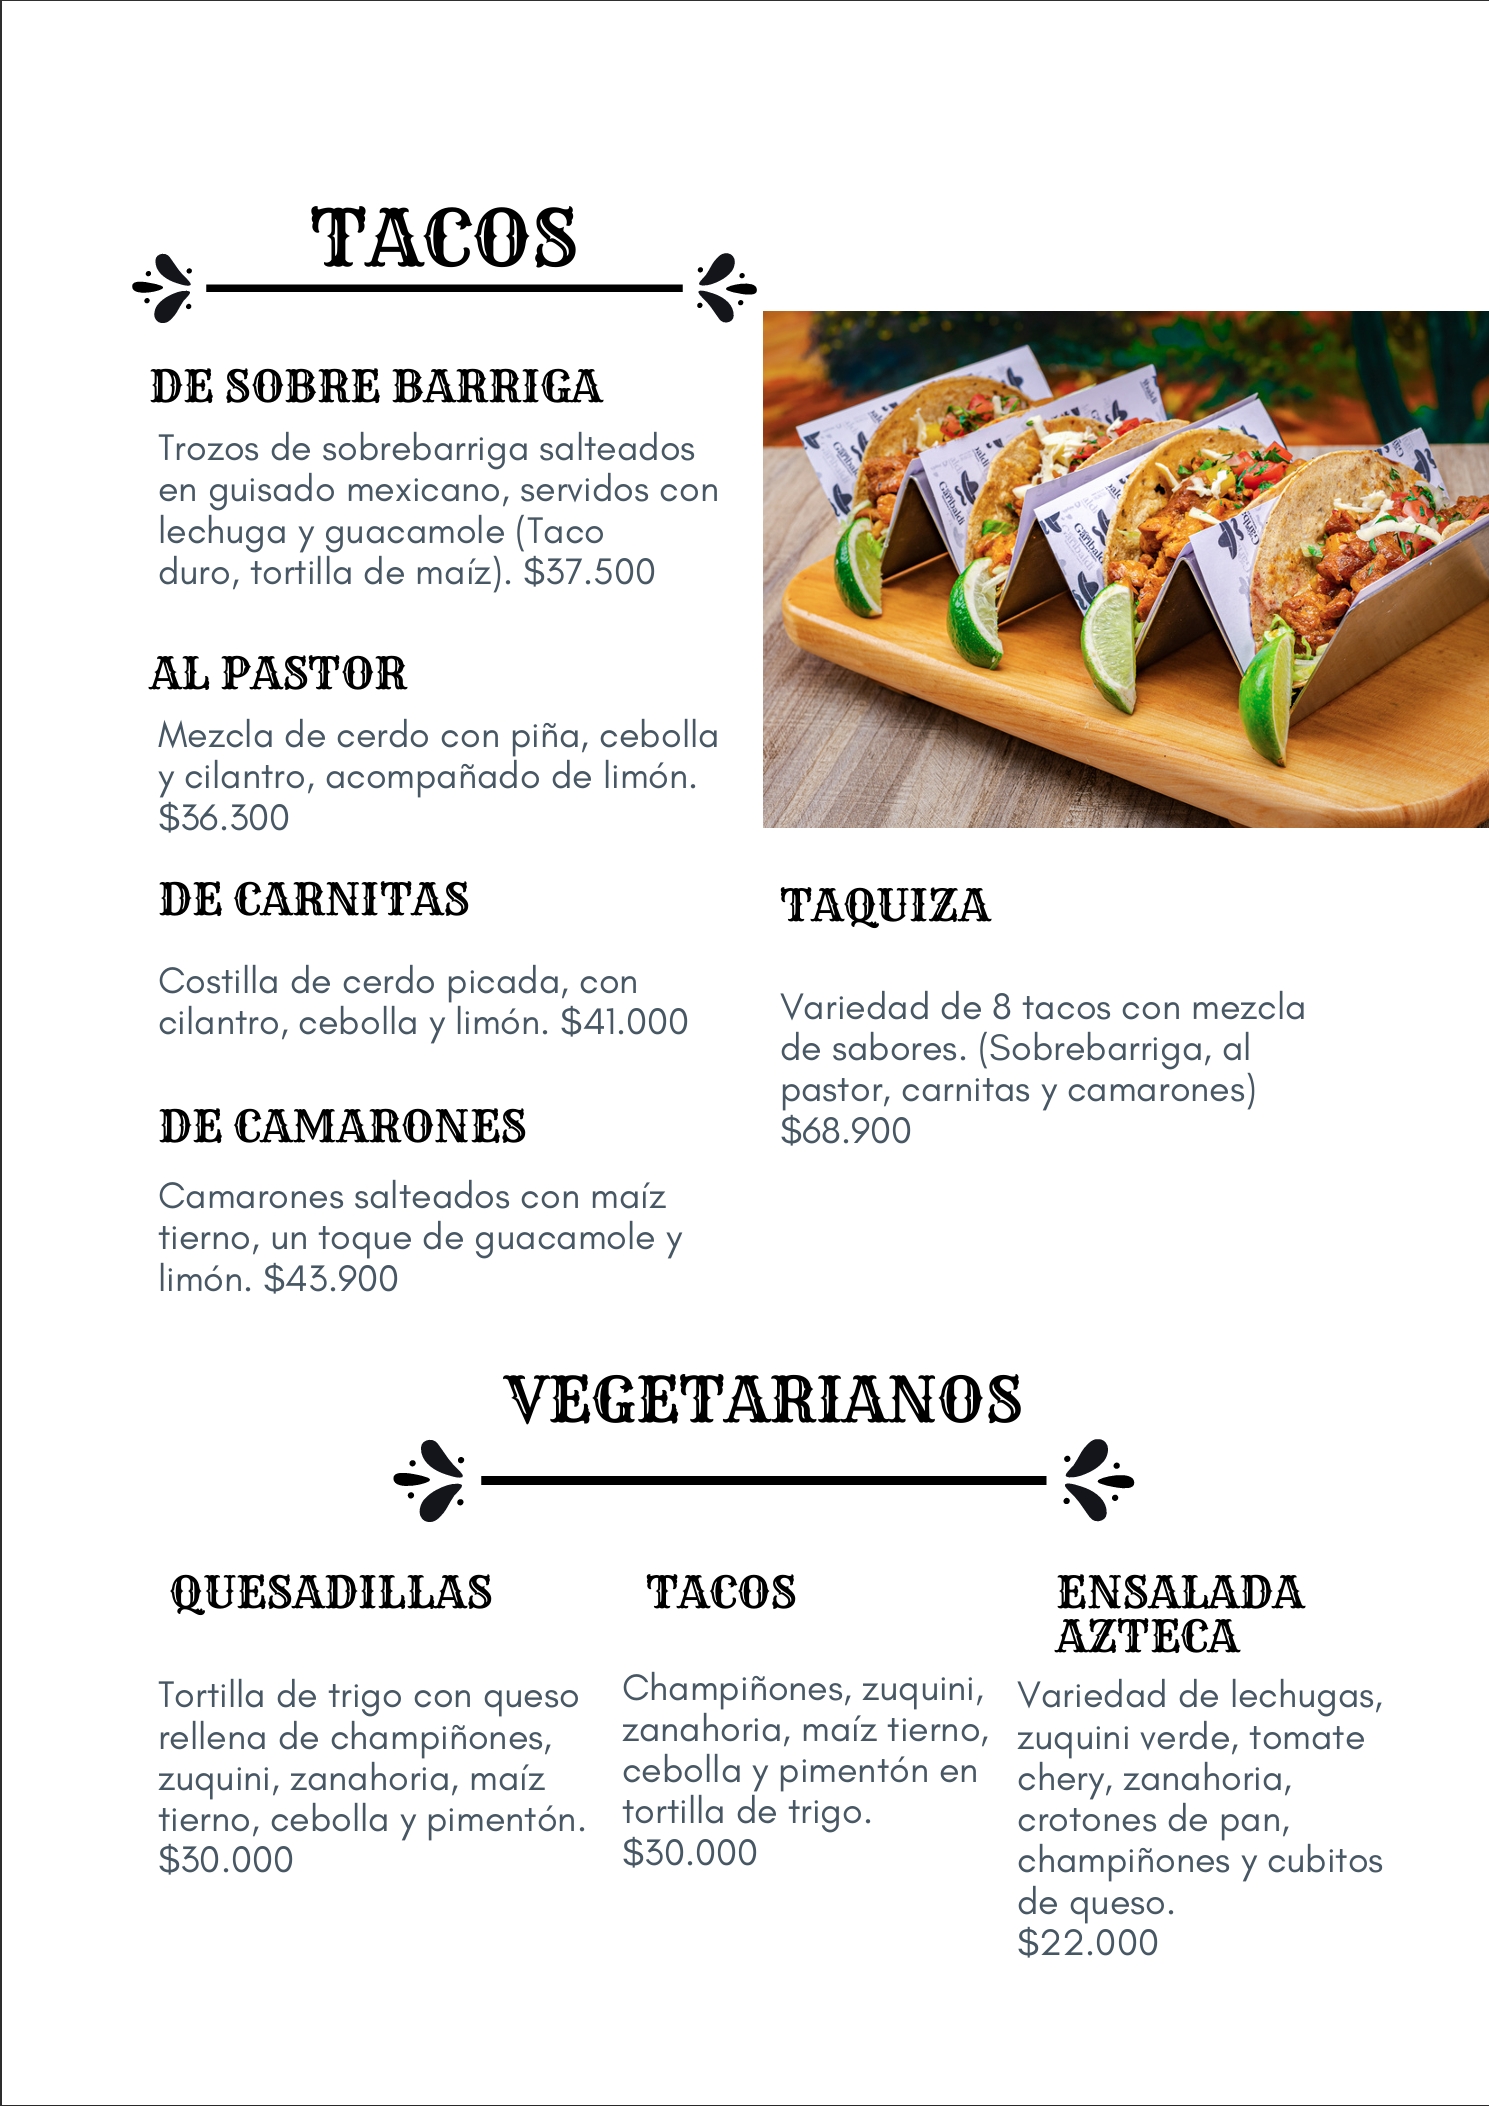 TACOS
DE SOBRE BARRIGA
Trozos de sobrebarriga salteados
en guisado mexicano, servidos con
lechuga y guacamole (Taco
duro, tortilla de maíz). $37.500
AL PASTOR
Mezcla de cerdo con piña, cebolla
y cilantro, acompañado de limón.
$36.300
DE CARNITAS
Costilla de cerdo picada, con
cilantro, cebolla y limón. $41.000
DE CAMARONES
Camarones salteados con maíz
tierno, un toque de guacamole y
limón. $43.900
Garibaldi
Garibaldi
TAQUIZA
Variedad de 8 tacos con mezcla
de sabores. (Sobrebarriga, al
pastor, carnitas y camarones)
$68.900
VEGETARIANOS
QUESADILLAS
Tortilla de trigo con queso
rellena de champiñones,
zuquini, zanahoria, maíz
tierno, cebolla y pimentón.
$30.000
TACOS
Champiñones, zuquini,
zanahoria, maíz tierno,
cebolla y pimentón en
tortilla de trigo.
$30.000
ENSALADA
AZTECA
Variedad de lechugas,
zuquini verde, tomate
chery, zanahoria,
crotones de pan,
champiñones y cubitos
de queso.
$22.000